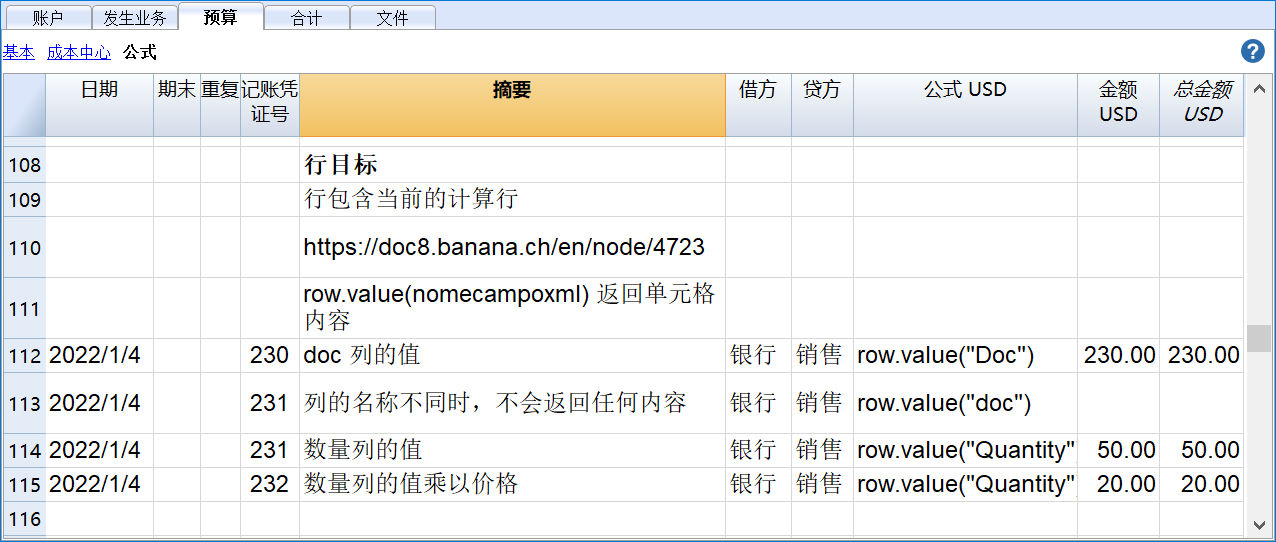 账户 发生业务 预算 合计 文件
基本 成本中心 公式 ?
日期 期末 重复 记账凭证号 摘要 借方 贷方 公式 USD 金额 USD 总金额 USD
108 行目标
109 行包含当前的计算行
110 https://doc8.banana.ch/en/node/4723
111 row.value(nomecampoxml) 返回单元格
内容
112 2022/1/4 230 doc 列的值 银行 销售 row.value("Doc") 230.00 230.00
113 2022/1/4 231 列的名称不同时，不会返回任何内容 银行 销售 row.value("doc")
114 2022/1/4 231 数量列的值 银行 销售 row.value("Quantity" 50.00 50.00
115 2022/1/4 232 数量列的值乘以价格 银行 销售 row.value("Quantity" 20.00 20.00
116